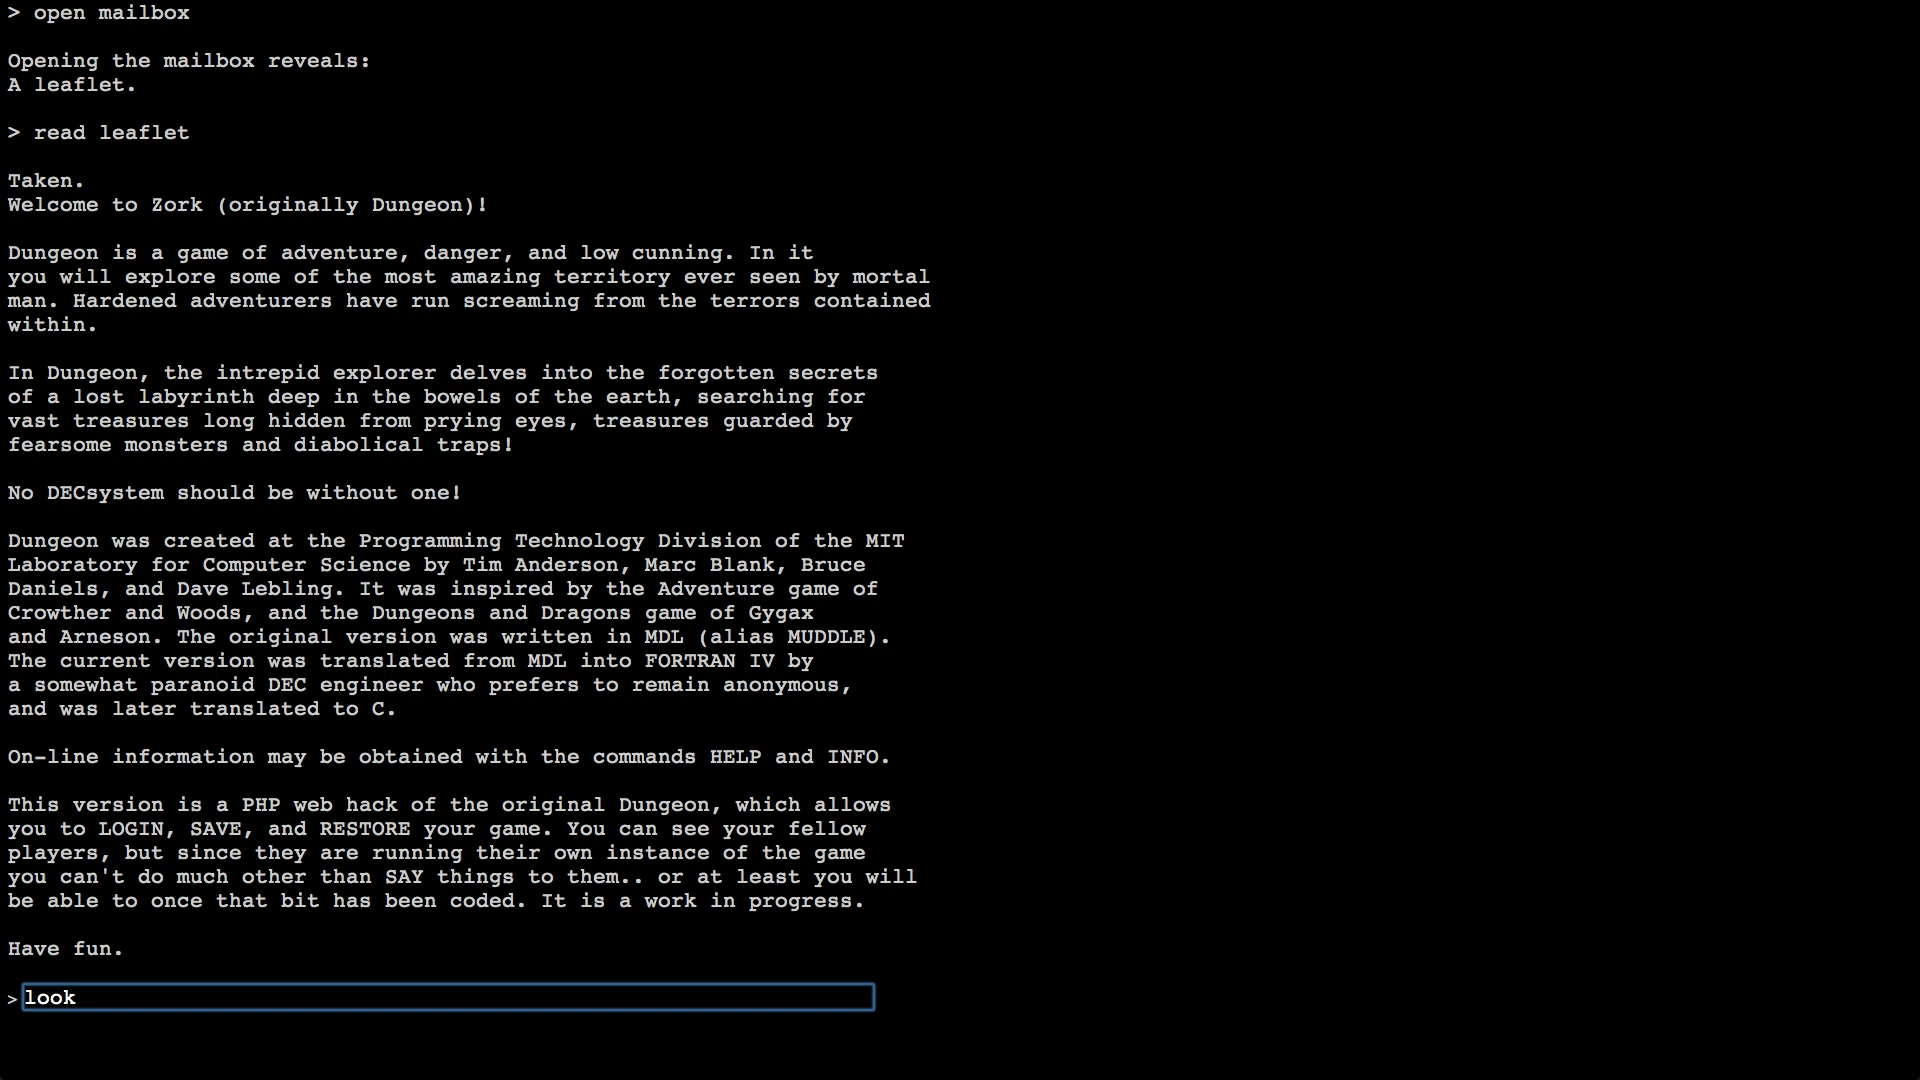 > open mailbox
Opening the mailbox reveals:
A leaflet.
> read leaflet
Taken.
Welcome to Zork (originally Dungeon)!
Dungeon is a game of adventure, danger, and low cunning. In it
you will explore some of the most amazing territory ever seen by mortal
man. Hardened adventurers have run screaming from the terrors contained
within.
In Dungeon, the intrepid explorer delves into the forgotten secrets
of a lost labyrinth deep in the bowels of the earth, searching for
vast treasures long hidden from prying eyes, treasures guarded by
fearsome monsters and diabolical traps!
No DECsystem should be without one!
Dungeon was created at the Programming Technology Division of the MIT
Laboratory for Computer Science by Tim Anderson, Marc Blank, Bruce
Daniels, and Dave Lebling. It was inspired by the Adventure game of
Crowther and Woods, and the Dungeons and Dragons game of Gygax
and Arneson. The original version was written in MDL (alias MUDDLE).
The current version was translated from MDL into FORTRAN IV by
a somewhat paranoid DEC engineer who prefers to remain anonymous,
and was later translated to C.
On-line information may be obtained with the commands HELP and INFO.
This version is a PHP web hack of the original Dungeon, which allows
you to LOGIN, SAVE, and RESTORE your game. You can see your fellow
players, but since they are running their own instance of the game
you can't do much other than SAY things to them.. or at least you will
be able to once that bit has been coded. It is a work in progress.
Have fun.
>look